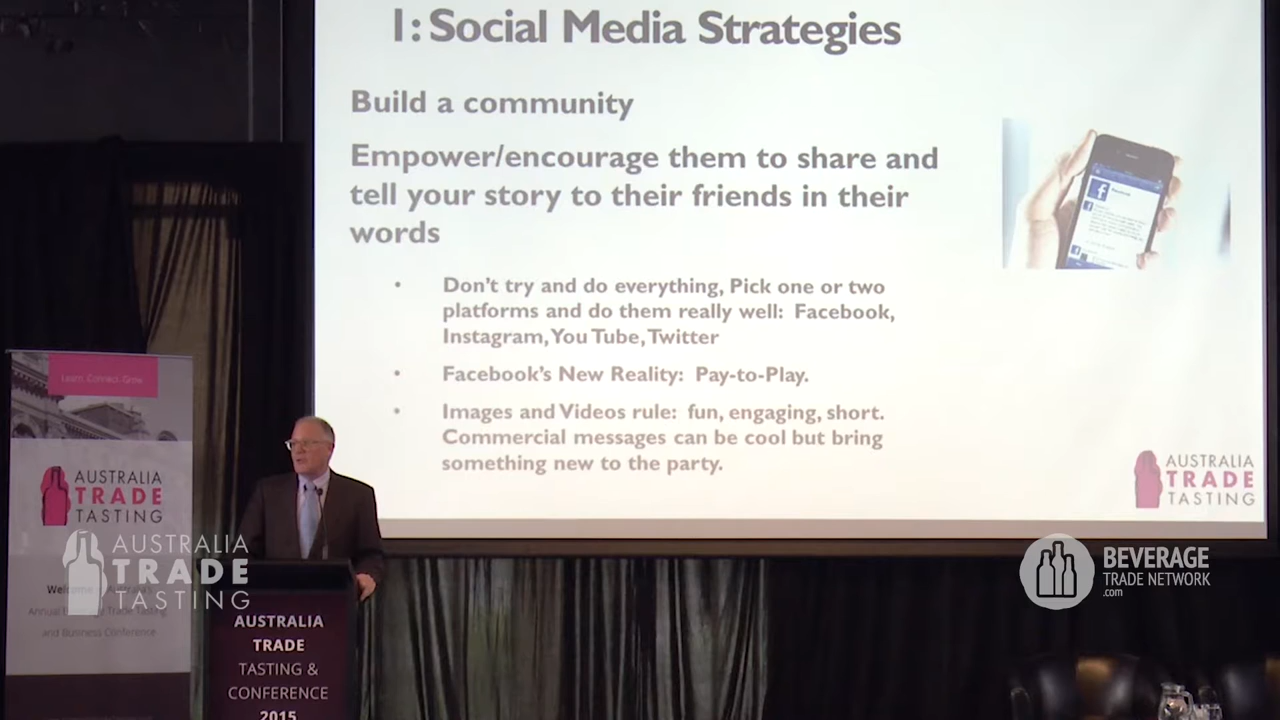 1: Social Media Strategies
Build a community
Empower/encourage them to share and
tell your story to their friends in their
words
• Don't try and do everything, Pick one or two
platforms and do them really well: Facebook,
Instagram, You Tube, Twitter
• Facebook's New Reality: Pay-to-Play.
• Images and Videos rule: fun, engaging, short.
Commercial messages can be cool but bring
something new to the party.
AUSTRALIA
TRADE
TASTING
Learn. Connect. Grow
AUSTRALIA
TRADE
TASTING
AUSTRALIA
TRADE
TASTING
and Business Conference
AUSTRALIA
TRADE
TASTING &
CONFERENCE
2015
BEVERAGE
TRADE NETWORK
.com